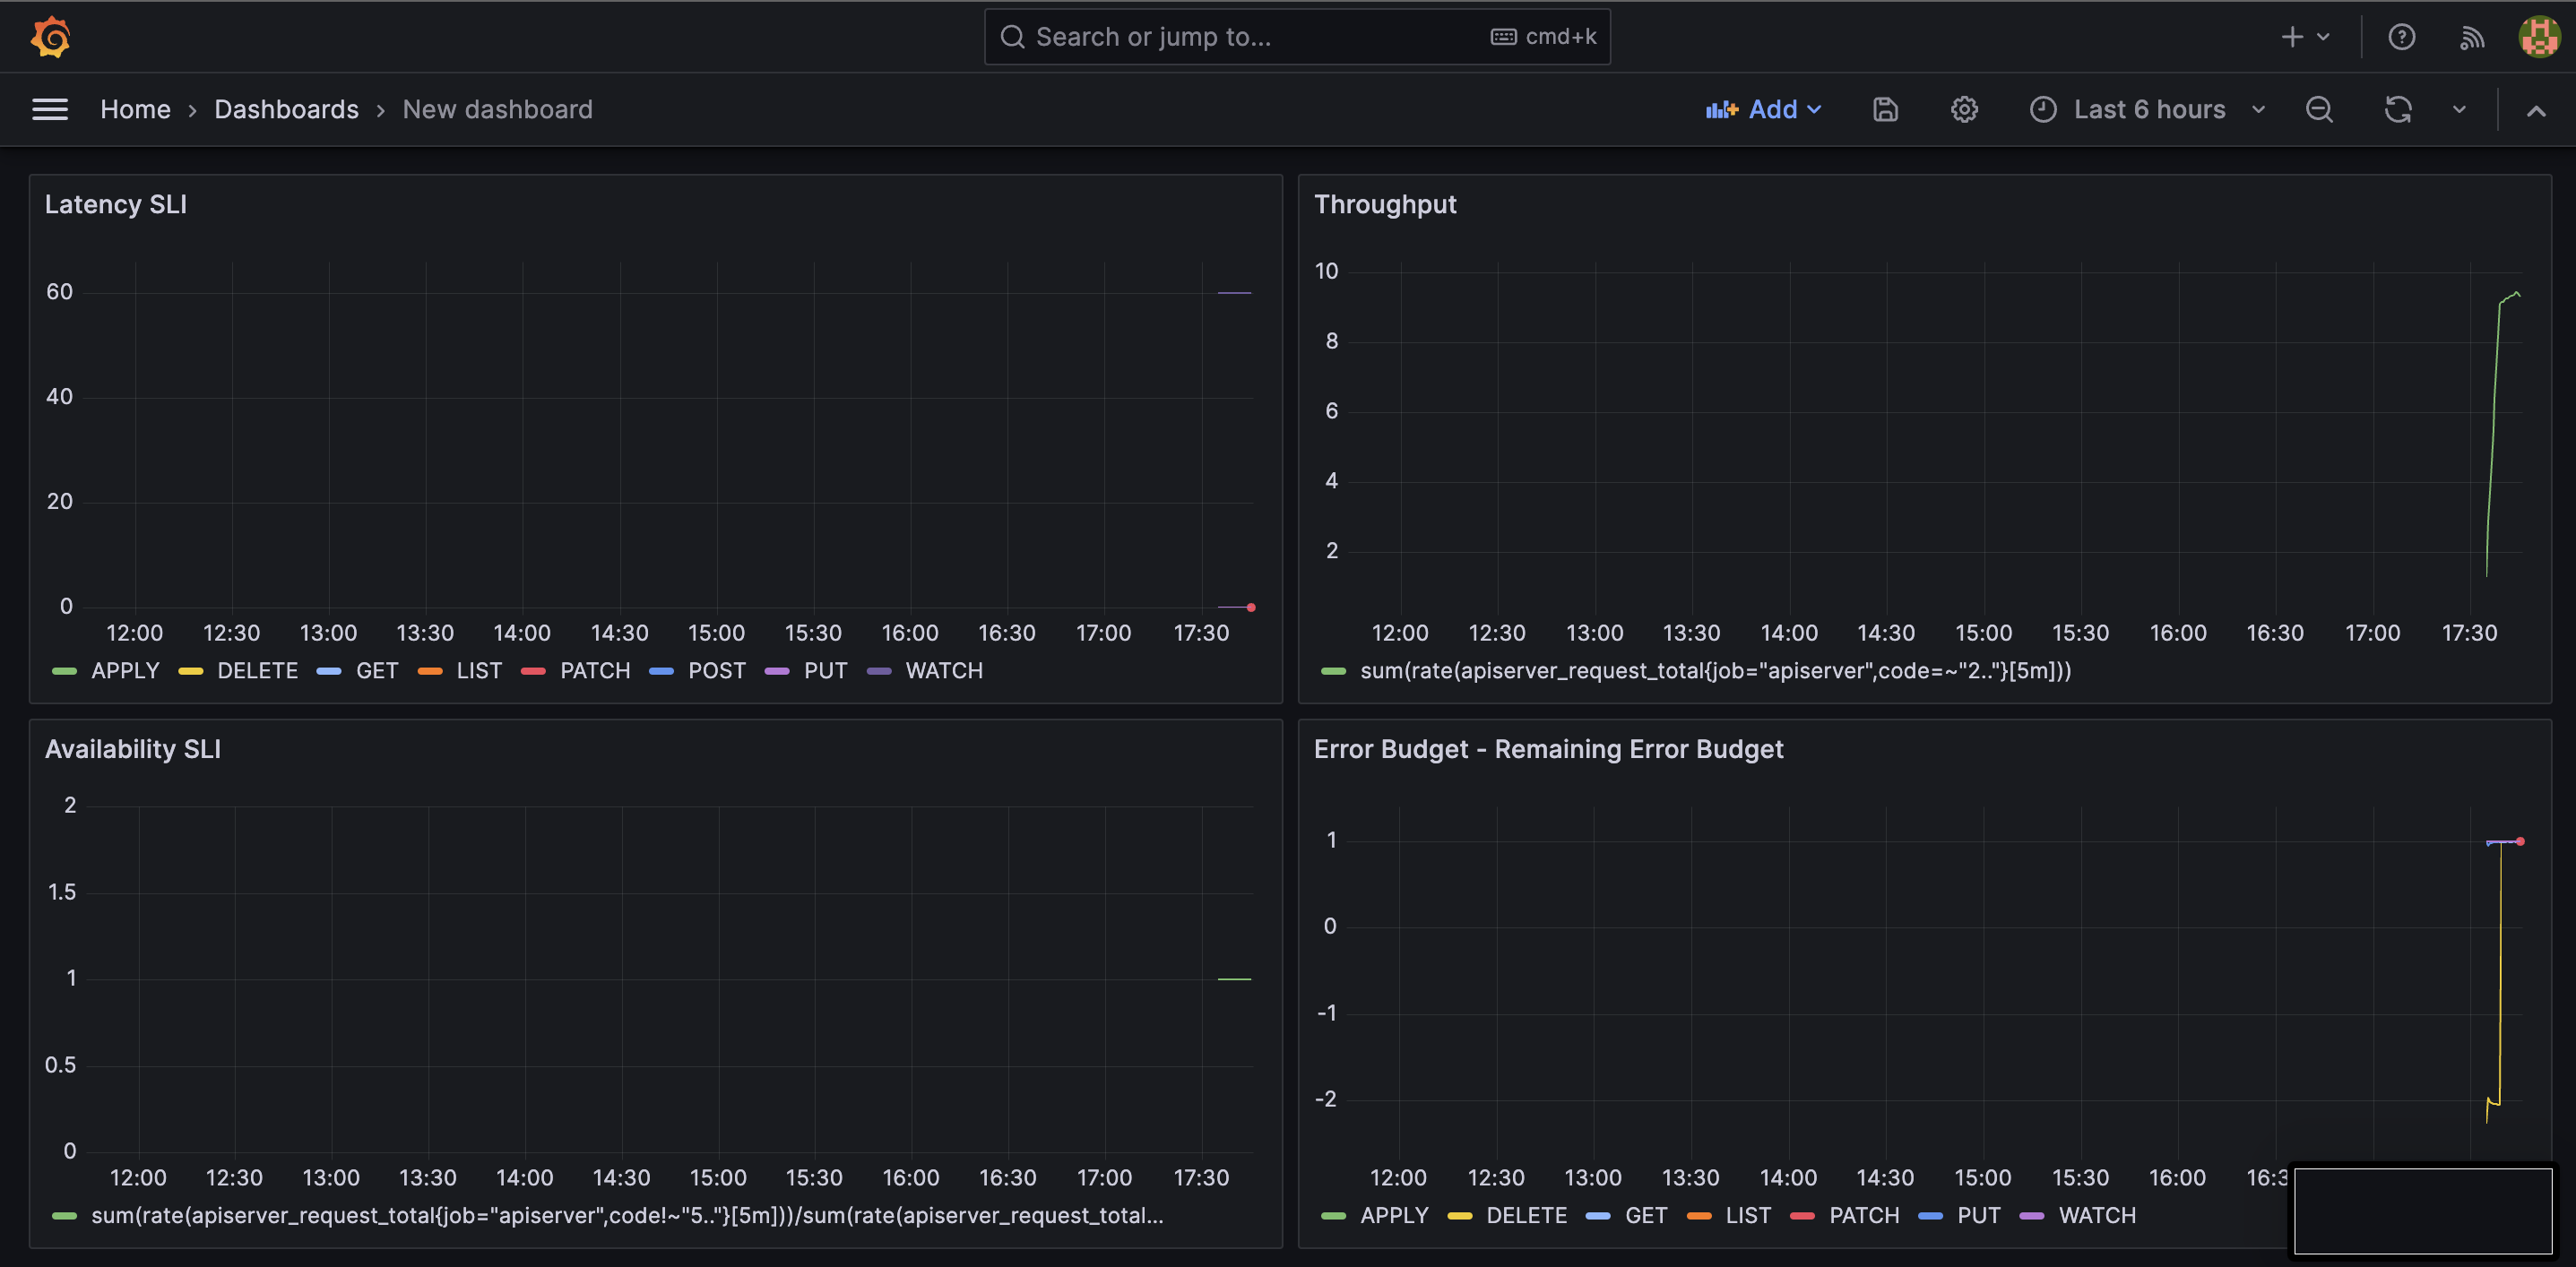 Search or jump to... cmd+k
Home › Dashboards › New dashboard
Add
Last 6 hours
Latency SLI
60
40
20
0
12:00 12:30 13:00 13:30 14:00 14:30 15:00 15:30 16:00 16:30 17:00 17:30
APPLY DELETE GET LIST PATCH POST PUT WATCH
Throughput
10
8
6
4
2
12:00 12:30 13:00 13:30 14:00 14:30 15:00 15:30 16:00 16:30 17:00 17:30
sum(rate(apiserver_request_total{job="apiserver",code=~"2.."}[5m]))
Availability SLI
2
1.5
1
0.5
0
12:00 12:30 13:00 13:30 14:00 14:30 15:00 15:30 16:00 16:30 17:00 17:30
sum(rate(apiserver_request_total{job="apiserver",code!~"5.."}[5m]))/sum(rate(apiserver_request_total...
Error Budget - Remaining Error Budget
1
0
-1
-2
12:00 12:30 13:00 13:30 14:00 14:30 15:00 15:30 16:00 16:3
APPLY DELETE GET LIST PATCH PUT WATCH